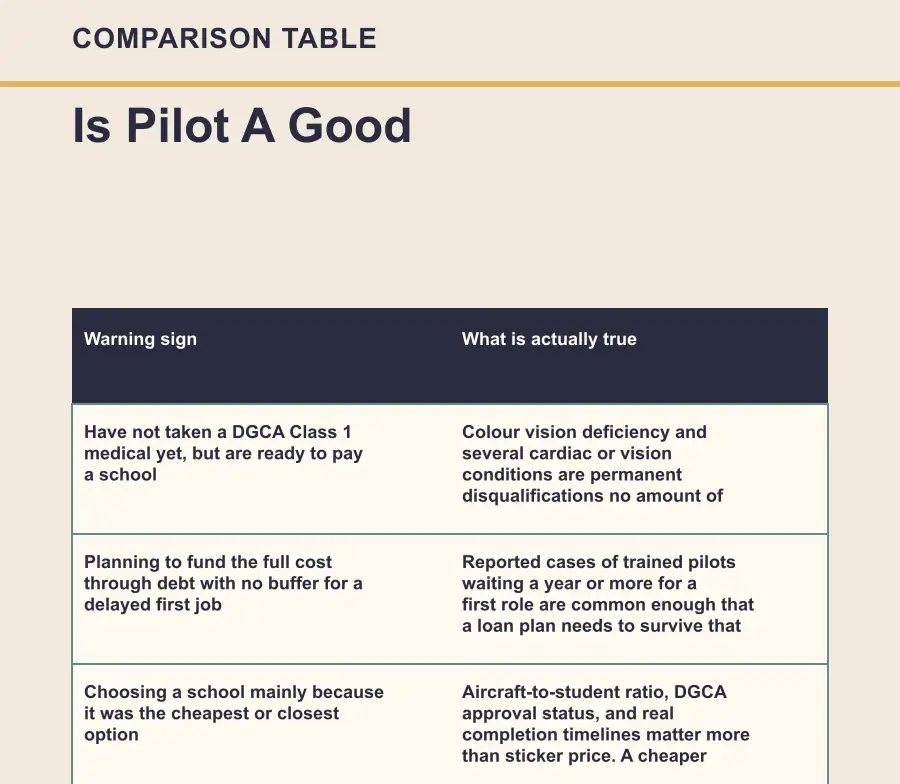 COMPARISON TABLE
Is Pilot A Good
Warning sign
What is actually true
Have not taken a DGCA Class 1
medical yet, but are ready to pay
a school
Colour vision deficiency and
several cardiac or vision
conditions are permanent
disqualifications no amount of
Planning to fund the full cost
through debt with no buffer for a
delayed first job
Reported cases of trained pilots
waiting a year or more for a
first role are common enough that
a loan plan needs to survive that
Choosing a school mainly because
it was the cheapest or closest
option
Aircraft-to-student ratio, DGCA
approval status, and real
completion timelines matter more
than sticker price. A cheaper